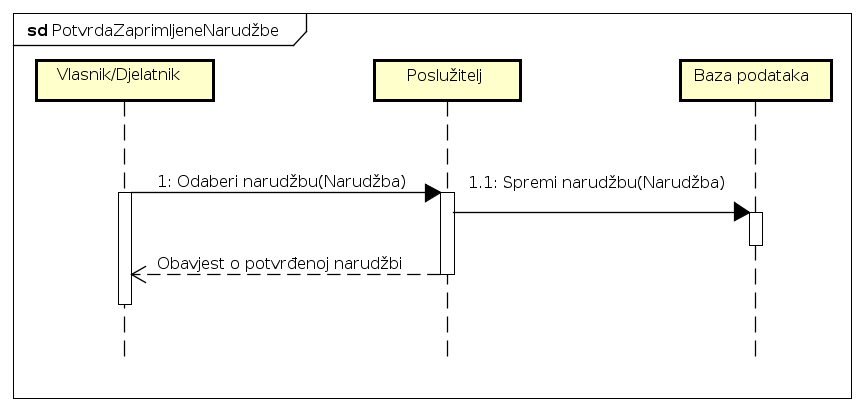 sd PotvrdaZaprimljeneNarudžbe
Vlasnik/Djelatnik
Poslužitelj
Baza podataka
1: Odaberi narudžbu(Narudžba)
1.1: Spremi narudžbu(Narudžba)
Obavjest o potvrđenoj narudžbi